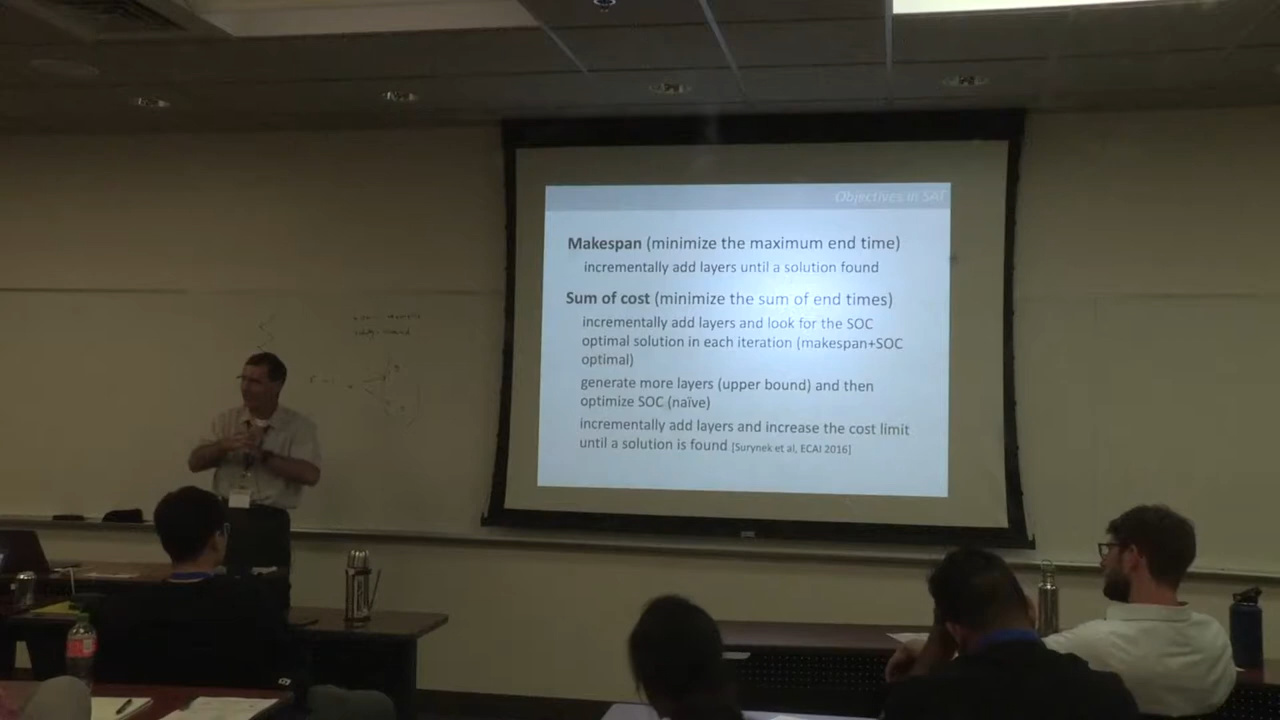 Objectives in SAT
Makespan (minimize the maximum end time)
incrementally add layers until a solution found
Sum of cost (minimize the sum of end times)
incrementally add layers and look for the SOC
optimal solution in each iteration (makespan+SOC
optimal)
generate more layers (upper bound) and then
optimize SOC (naïve)
incrementally add layers and increase the cost limit
until a solution is found [Surynek et al, ECAI 2016]